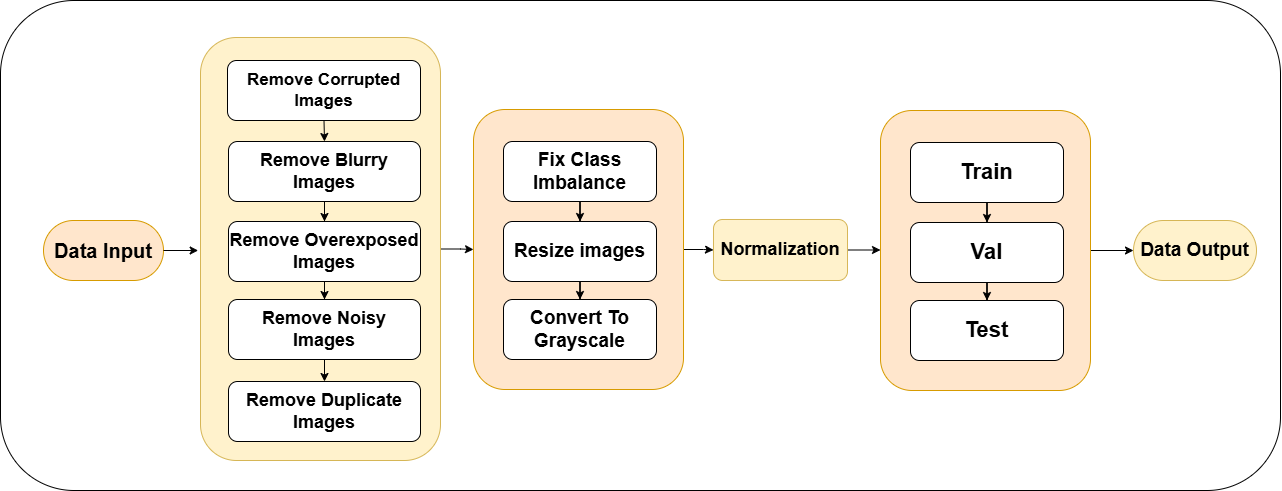 Data Input
Remove Corrupted
Images
Remove Blurry
Images
Remove Overexposed
Images
Remove Noisy
Images
Remove Duplicate
Images
Fix Class
Imbalance
Resize images
Convert To
Grayscale
Normalization
Train
Val
Test
Data Output